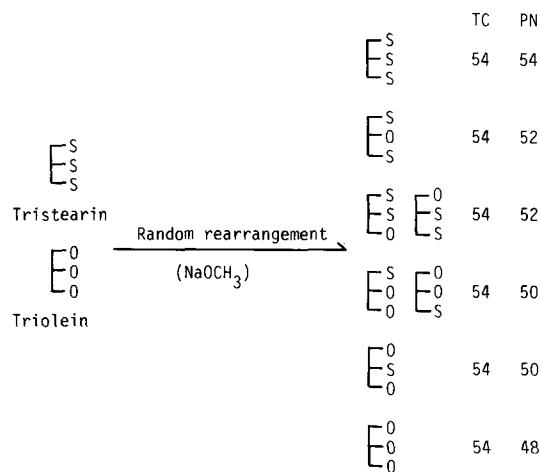 TC PN
S
S
S
54 54
S
O
S
54 52
S
S
S
Tristearin
S O
S S
O S
54 52
O
O
O
Triolein
Random rearrangement
(NaOCH3)
S O
O O
O S
54 50
O
S
O
54 50
O
O
O
54 48